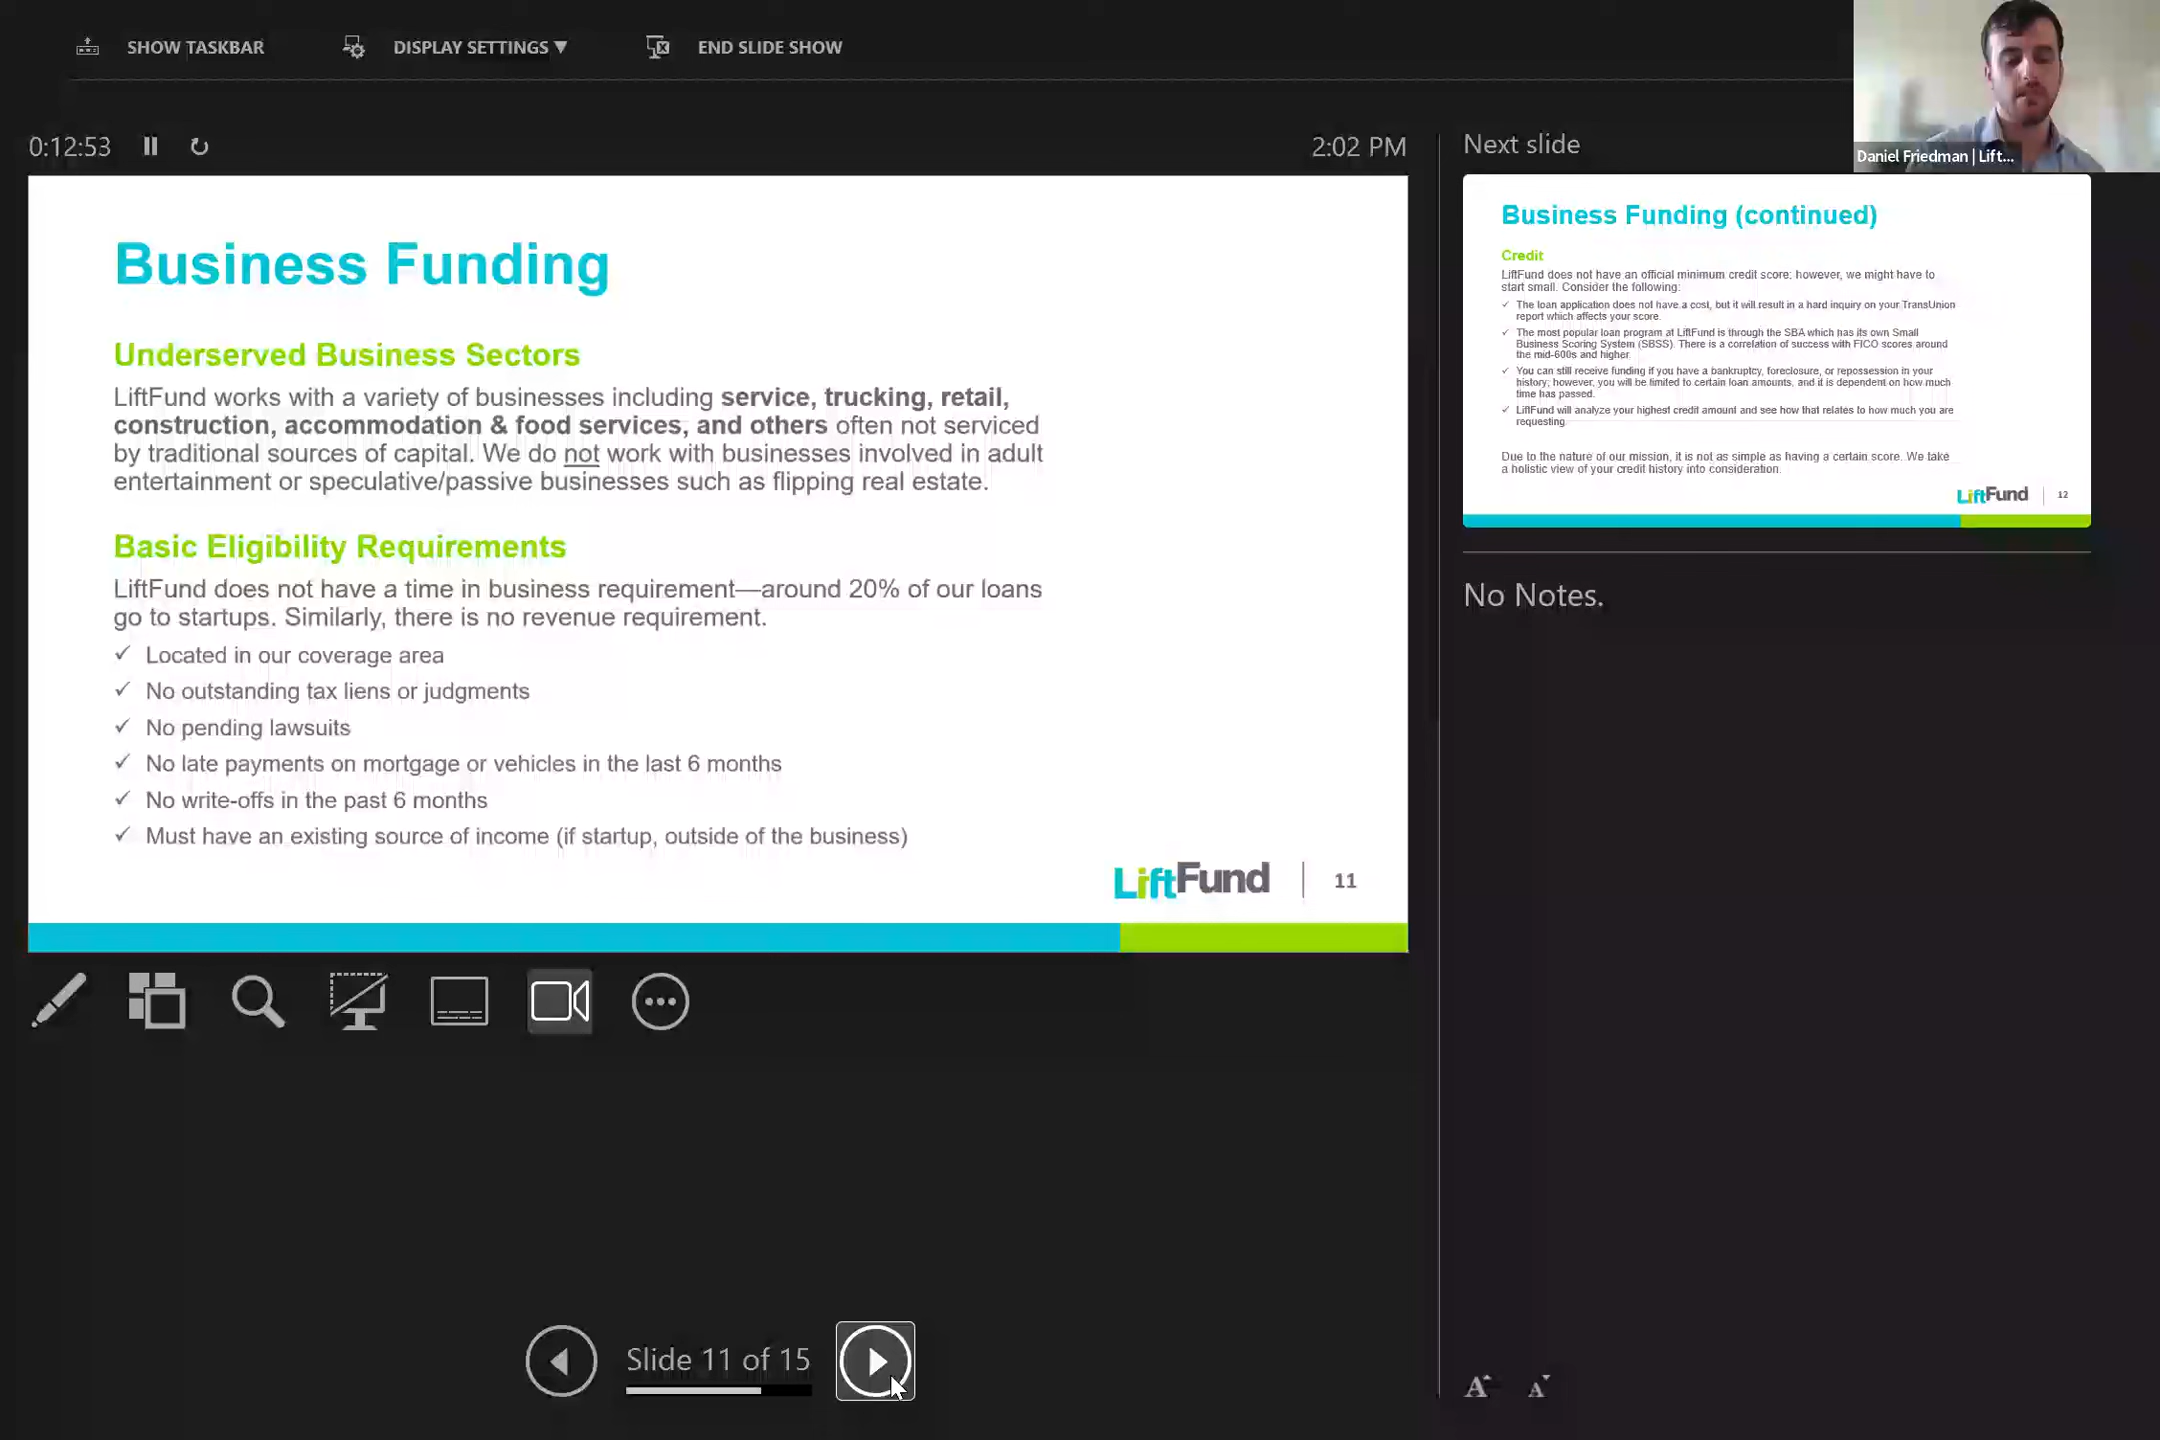 SHOW TASKBAR
DISPLAY SETTINGS ▼
END SLIDE SHOW
0:12:53
2:02 PM
Business Funding
Underserved Business Sectors
LiftFund works with a variety of businesses including service, trucking, retail,
construction, accommodation & food services, and others often not serviced
by traditional sources of capital. We do not work with businesses involved in adult
entertainment or speculative/passive businesses such as flipping real estate.
Basic Eligibility Requirements
LiftFund does not have a time in business requirement—around 20% of our loans
go to startups. Similarly, there is no revenue requirement.
✓ Located in our coverage area
✓ No outstanding tax liens or judgments
✓ No pending lawsuits
✓ No late payments on mortgage or vehicles in the last 6 months
✓ No write-offs in the past 6 months
✓ Must have an existing source of income (if startup, outside of the business)
LiftFund
11
Slide 11 of 15
Next slide
Daniel Friedman | Lift...
Business Funding (continued)
Credit
LiftFund does not have an official minimum credit score; however, we might have to
start small. Consider the following:
✓ The loan application does not have a cost, but it will result in a hard inquiry on your TransUnion
report which affects your score.
✓ The most popular loan program at LiftFund is through the SBA which has its own Small
Business Scoring System (SBSS). There is a correlation of success with FICO scores around
the mid-600s and higher.
✓ You can still receive funding if you have a bankruptcy, foreclosure, or repossession in your
history; however, you will be limited to certain loan amounts, and it is dependent on how much
time has passed.
✓ LiftFund will analyze your highest credit amount and see how that relates to how much you are
requesting
Due to the nature of our mission, it is not as simple as having a certain score. We take
a holistic view of your credit history into consideration.
LiftFund
12
No Notes.
A A